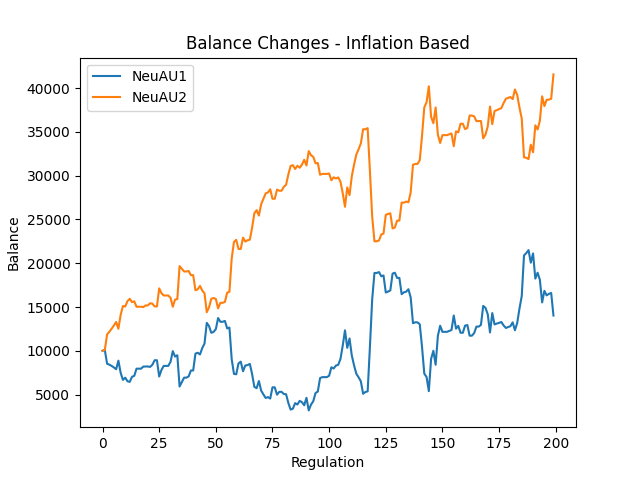 Balance Changes - Inflation Based
NeuAU1
NeuAU2
40000
35000
30000
25000
20000
15000
10000
5000
Balance
0 25 50 75 100 125 150 175 200
Regulation